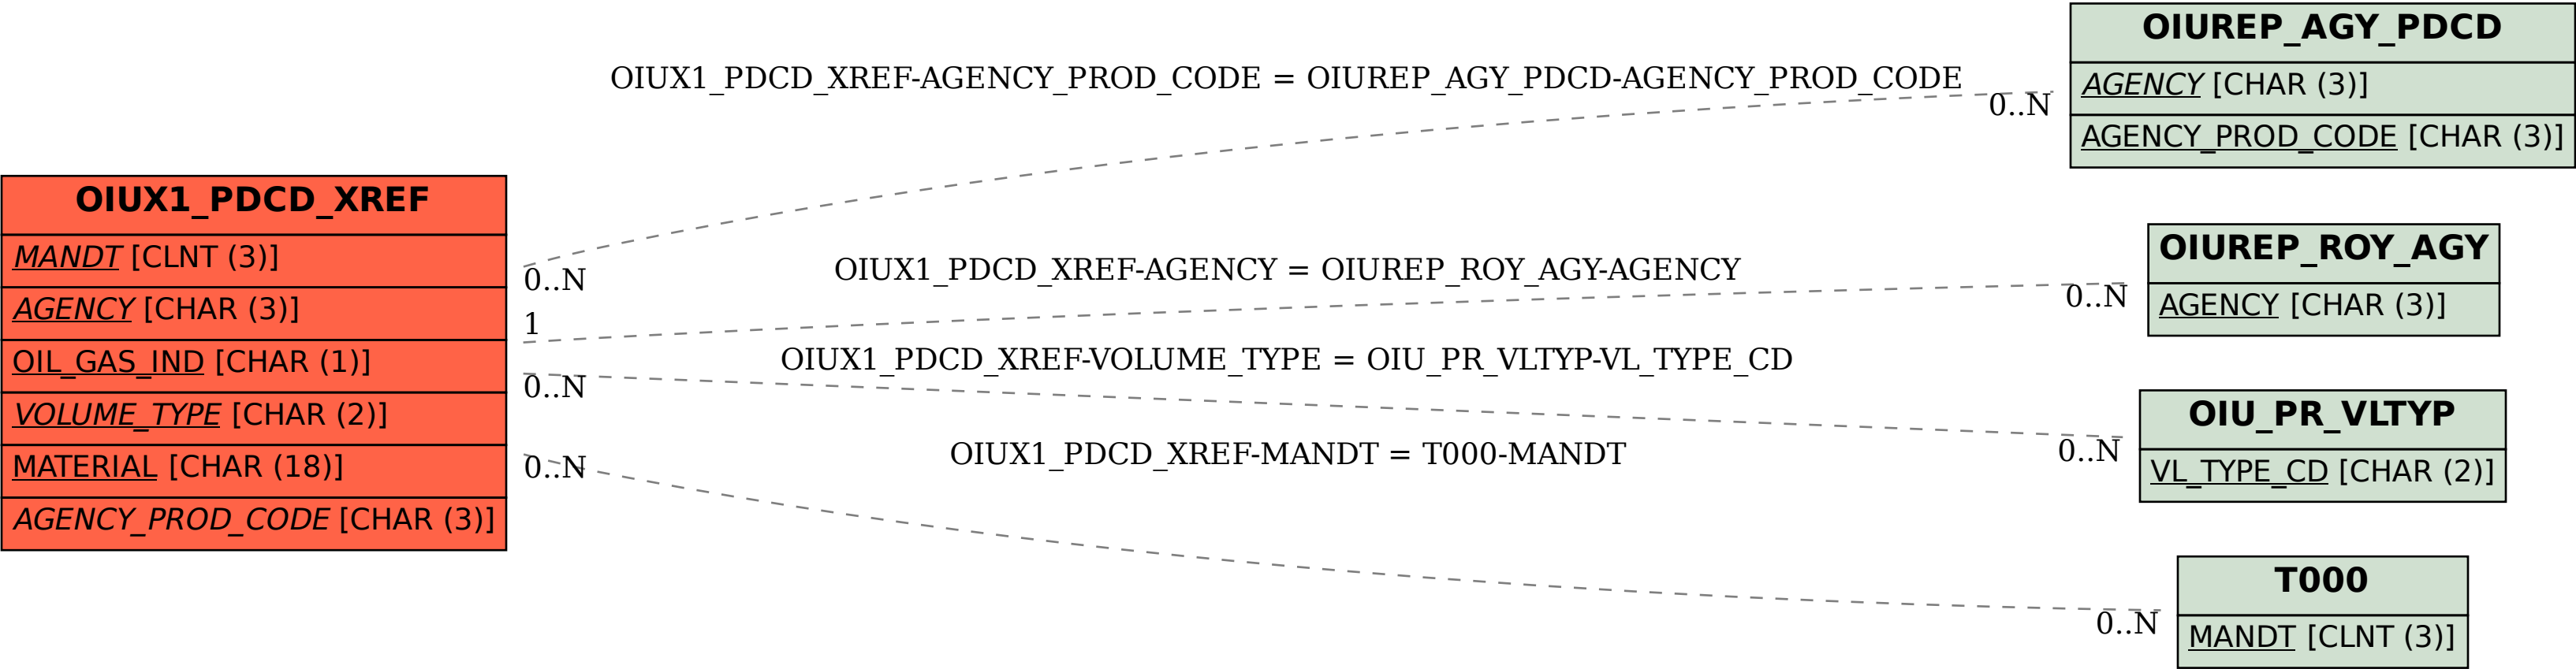 OIUX1_PDCD_XREF
MANDT [CLNT (3)]
AGENCY [CHAR (3)]
OIL_GAS_IND [CHAR (1)]
VOLUME_TYPE [CHAR (2)]
MATERIAL [CHAR (18)]
AGENCY_PROD_CODE [CHAR (3)]
OIUX1_PDCD_XREF-AGENCY_PROD_CODE = OIUREP_AGY_PDCD-AGENCY_PROD_CODE
0..N
0..N
OIUX1_PDCD_XREF-AGENCY = OIUREP_ROY_AGY-AGENCY
1
0..N
OIUX1_PDCD_XREF-VOLUME_TYPE = OIU_PR_VLTYP-VL_TYPE_CD
0..N
0..N
OIUX1_PDCD_XREF-MANDT = T000-MANDT
0..N
0..N
OIUREP_AGY_PDCD
AGENCY [CHAR (3)]
AGENCY_PROD_CODE [CHAR (3)]
OIUREP_ROY_AGY
AGENCY [CHAR (3)]
OIU_PR_VLTYP
VL_TYPE_CD [CHAR (2)]
T000
MANDT [CLNT (3)]